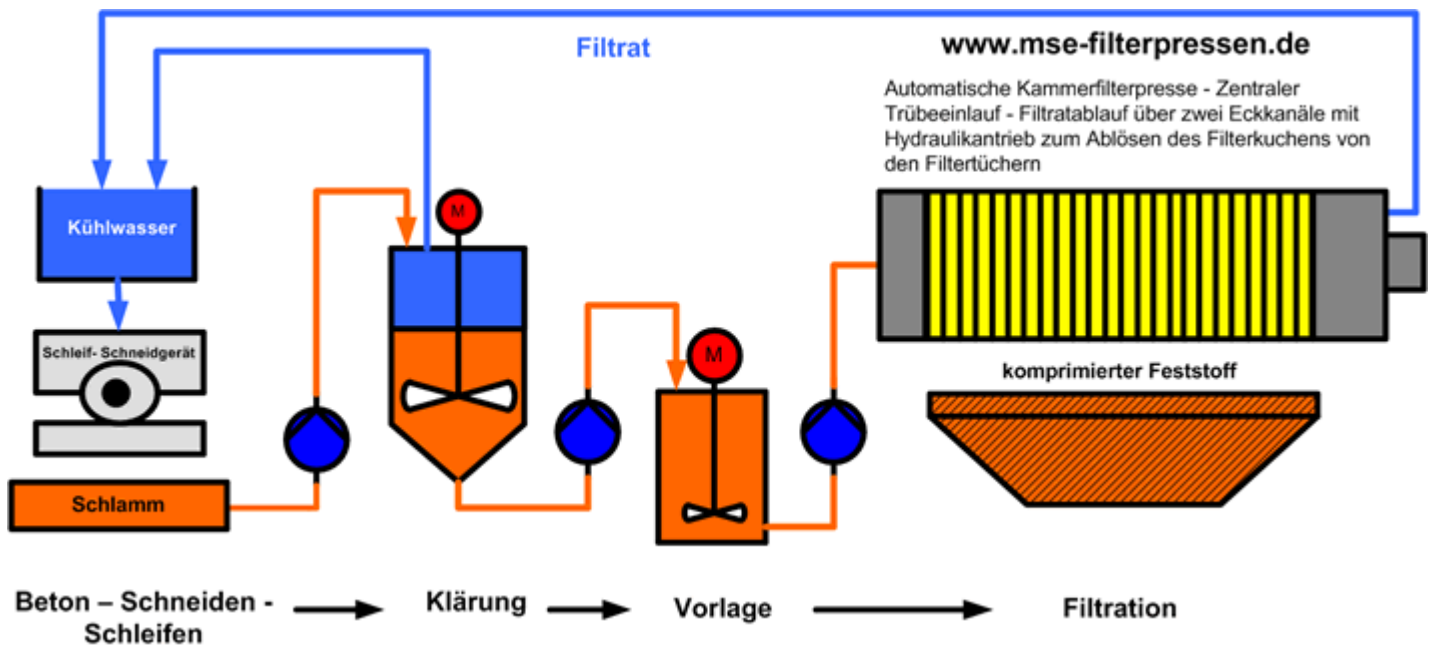 Filtrat
www.mse-filterpressen.de
Automatische Kammerfilterpresse - Zentraler
Trübeeinlauf - Filtratablauf über zwei Eckkanäle mit
Hydraulikantrieb zum Ablösen des Filterkuchens von
den Filtertüchern
Kühlwasser
M
Schleif- Schneidgerät
M
komprimierter Feststoff
Schlamm
Beton – Schneiden -
Schleifen
Klärung
Vorlage
Filtration